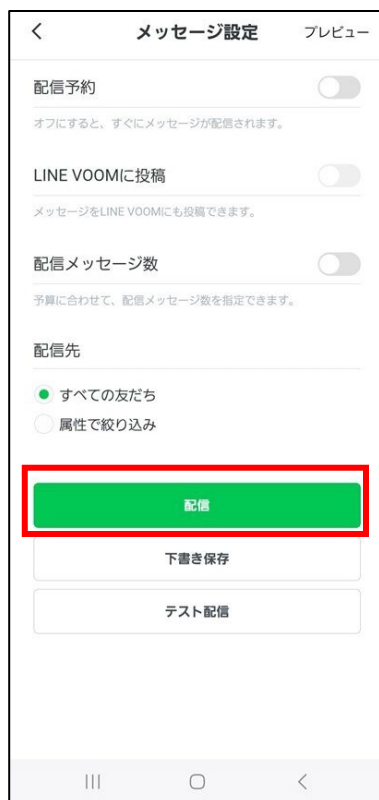 メッセージ設定 プレビュー
配信予約
オフにすると、すぐにメッセージが配信されます。
LINE VOOMに投稿
メッセージをLINE VOOMにも投稿できます。
配信メッセージ数
予算に合わせて、配信メッセージ数を指定できます。
配信先
すべての友だち
属性で絞り込み
配信
下書き保存
テスト配信